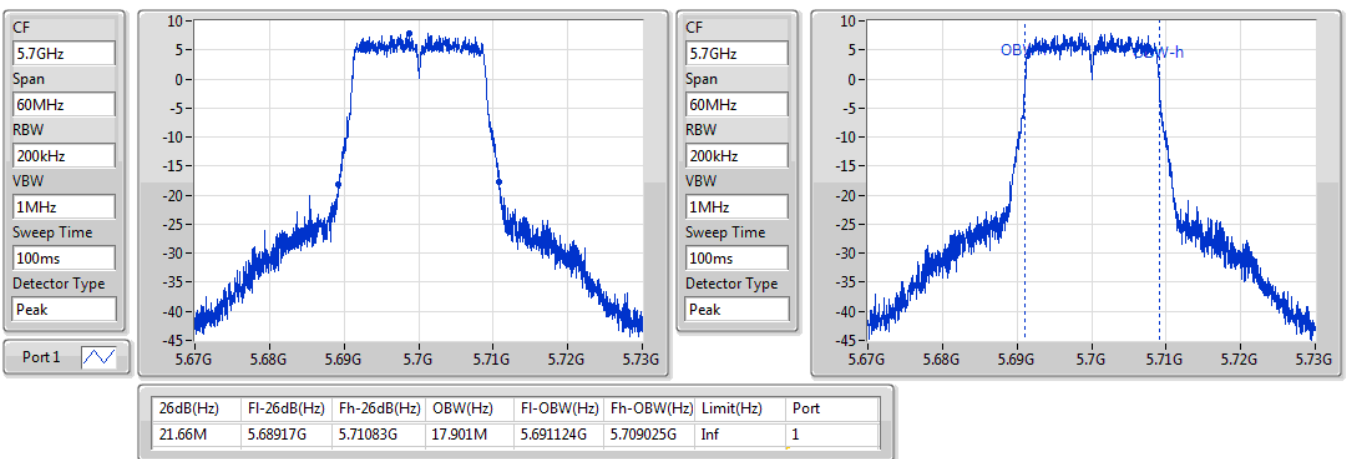 CF
5.7GHz
Span
60MHz
RBW
200kHz
VBW
1MHz
Sweep Time
100ms
Detector Type
Peak
Port 1
10
5
0
-5
-10
-15
-20
-25
-30
-35
-40
-45
5.67G 5.68G 5.69G 5.7G 5.71G 5.72G 5.73G
CF
5.7GHz
Span
60MHz
RBW
200kHz
VBW
1MHz
Sweep Time
100ms
Detector Type
Peak
10
5
0
-5
-10
-15
-20
-25
-30
-35
-40
-45
5.67G 5.68G 5.69G 5.7G 5.71G 5.72G 5.73G
26dB(Hz) Fl-26dB(Hz) Fh-26dB(Hz) OBW(Hz) Fl-OBW(Hz) Fh-OBW(Hz) Limit(Hz) Port
21.66M 5.68917G 5.71083G 17.901M 5.691124G 5.709025G Inf 1